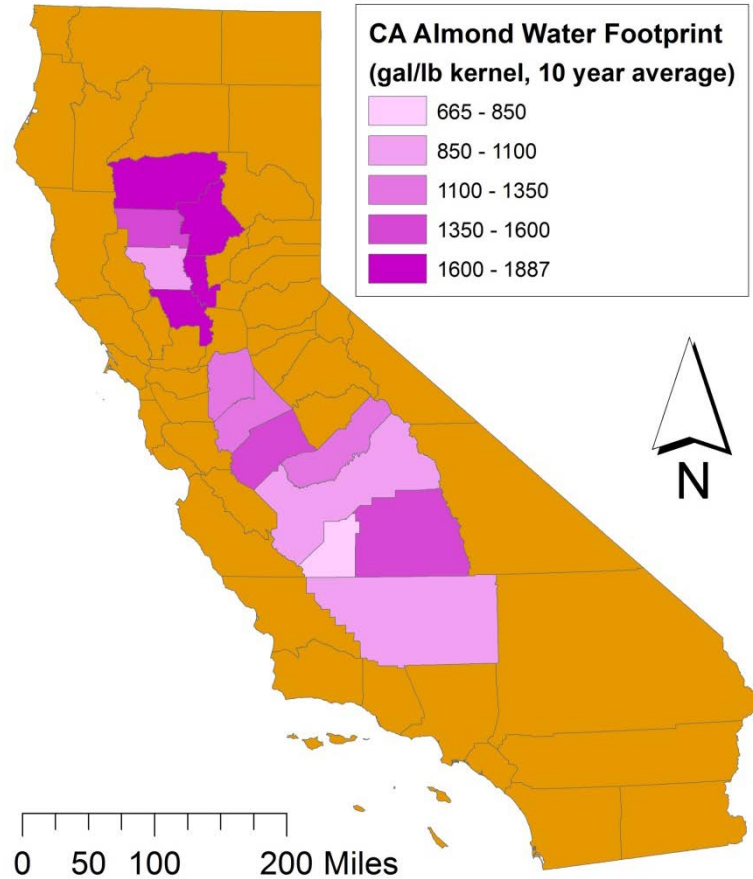 CA Almond Water Footprint
(gal/lb kernel, 10 year average)
665 - 850
850 - 1100
1100 - 1350
1350 - 1600
1600 - 1887
N
0 50 100 200 Miles